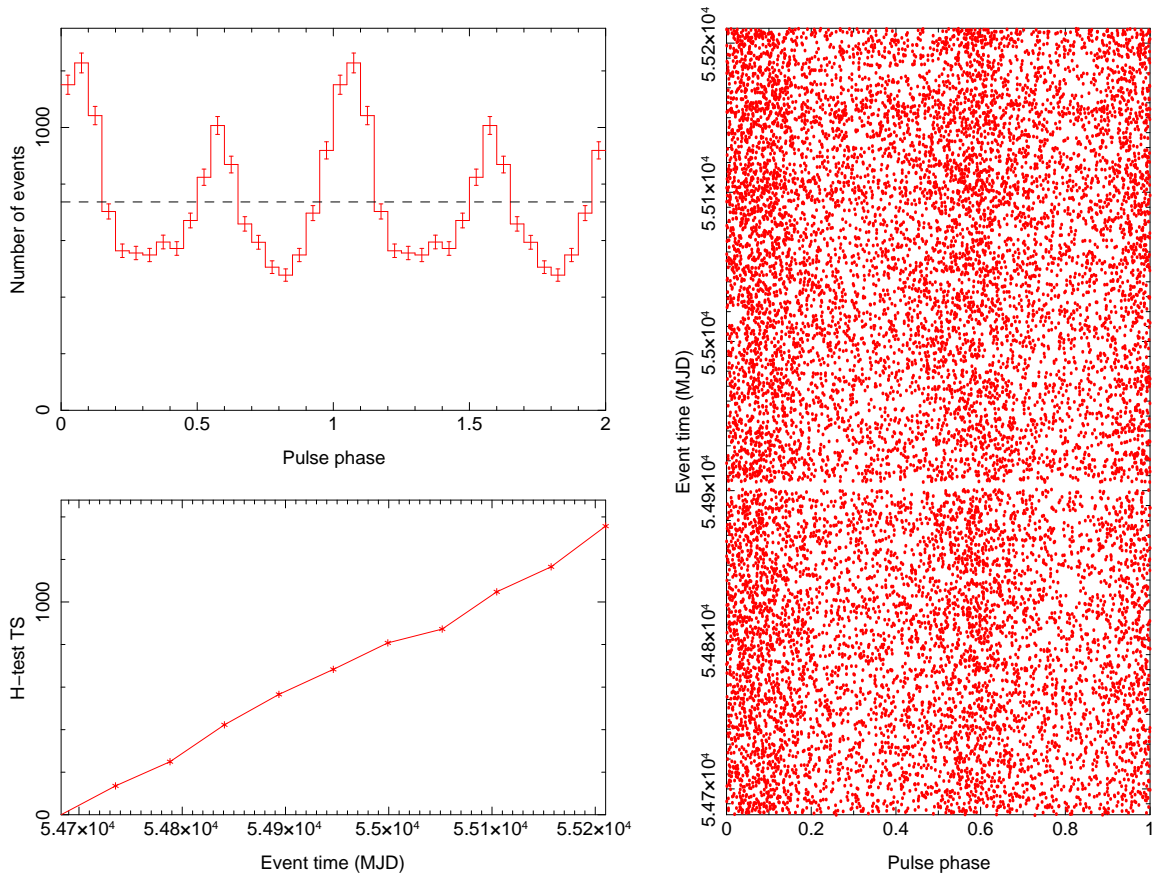 1000
0
Number of events
0 0.5 1 1.5 2
Pulse phase
1000
0
H−test TS
5.47×10⁴ 5.48×10⁴ 5.49×10⁴ 5.5×10⁴ 5.51×10⁴ 5.52×10⁴
Event time (MJD)
5.52×10⁴
5.51×10⁴
5.5×10⁴
5.49×10⁴
5.48×10⁴
5.47×10⁴
Event time (MJD)
0 0.2 0.4 0.6 0.8 1
Pulse phase